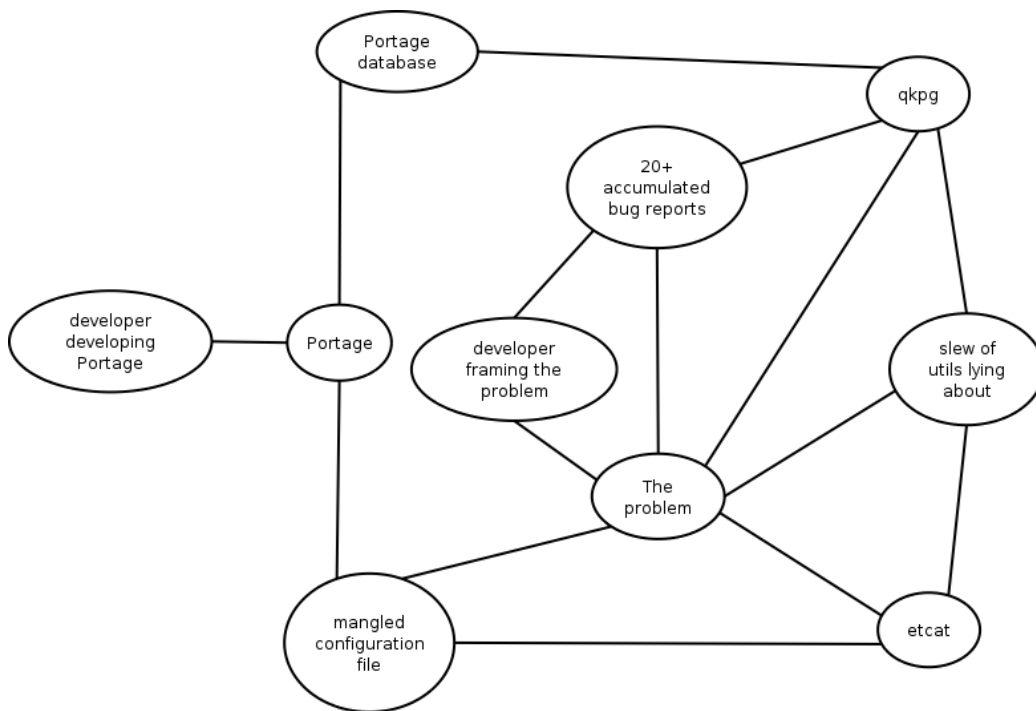 Portage
database
qkpg
20+
accumulated
bug reports
developer
developing
Portage
Portage
developer
framing the
problem
slew of
utils lying
about
The
problem
mangled
configuration
file
etcat